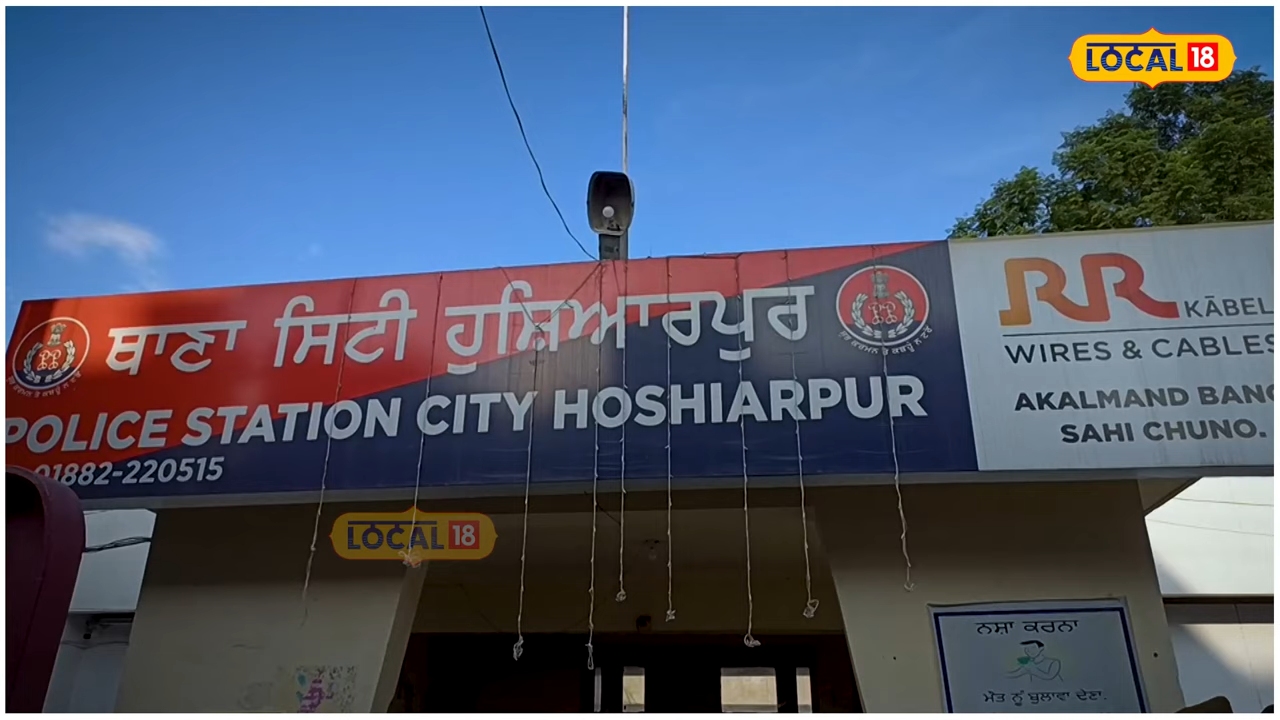 LOCAL 18
ਥਾਣਾ ਸਿਟੀ ਹੁਸ਼ਿਆਰਪੁਰ
POLICE STATION CITY HOSHIARPUR
01882-220515
RR KĀBEL
WIRES & CABLES
AKALMAND BANO
SAHI CHUNO.
LOCAL 18
ਨਸ਼ਾ ਕਰਨਾ
ਮੌਤ ਨੂੰ ਬੁਲਾਵਾ ਦੇਣਾ.